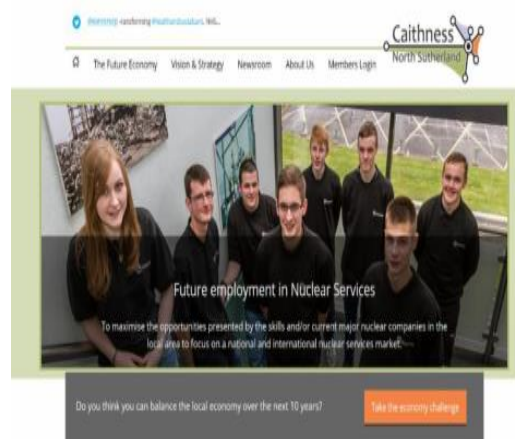 transforming
Caithness
North Sutherland
The Future Economy Vision & Strategy Newsroom About Us Members Login
Future employment in Nuclear Services
To maximise the opportunities presented by the skills and/or current major nuclear companies in the
local area to focus on a national and international nuclear services market.
Do you think you can balance the local economy over the next 10 years?
Take the economy challenge